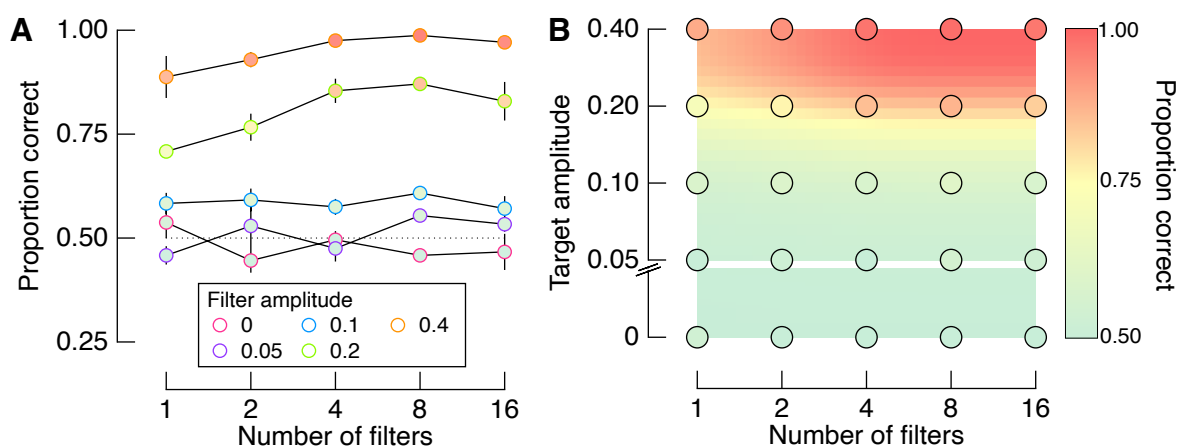 A
1.00
0.75
0.50
0.25
Proportion correct
Filter amplitude
0 0.1 0.4
0.05 0.2
1 2 4 8 16
Number of filters
B
0.40
0.20
0.10
0.05
0
Target amplitude
1 2 4 8 16
Number of filters
1.00
0.75
0.50
Proportion correct